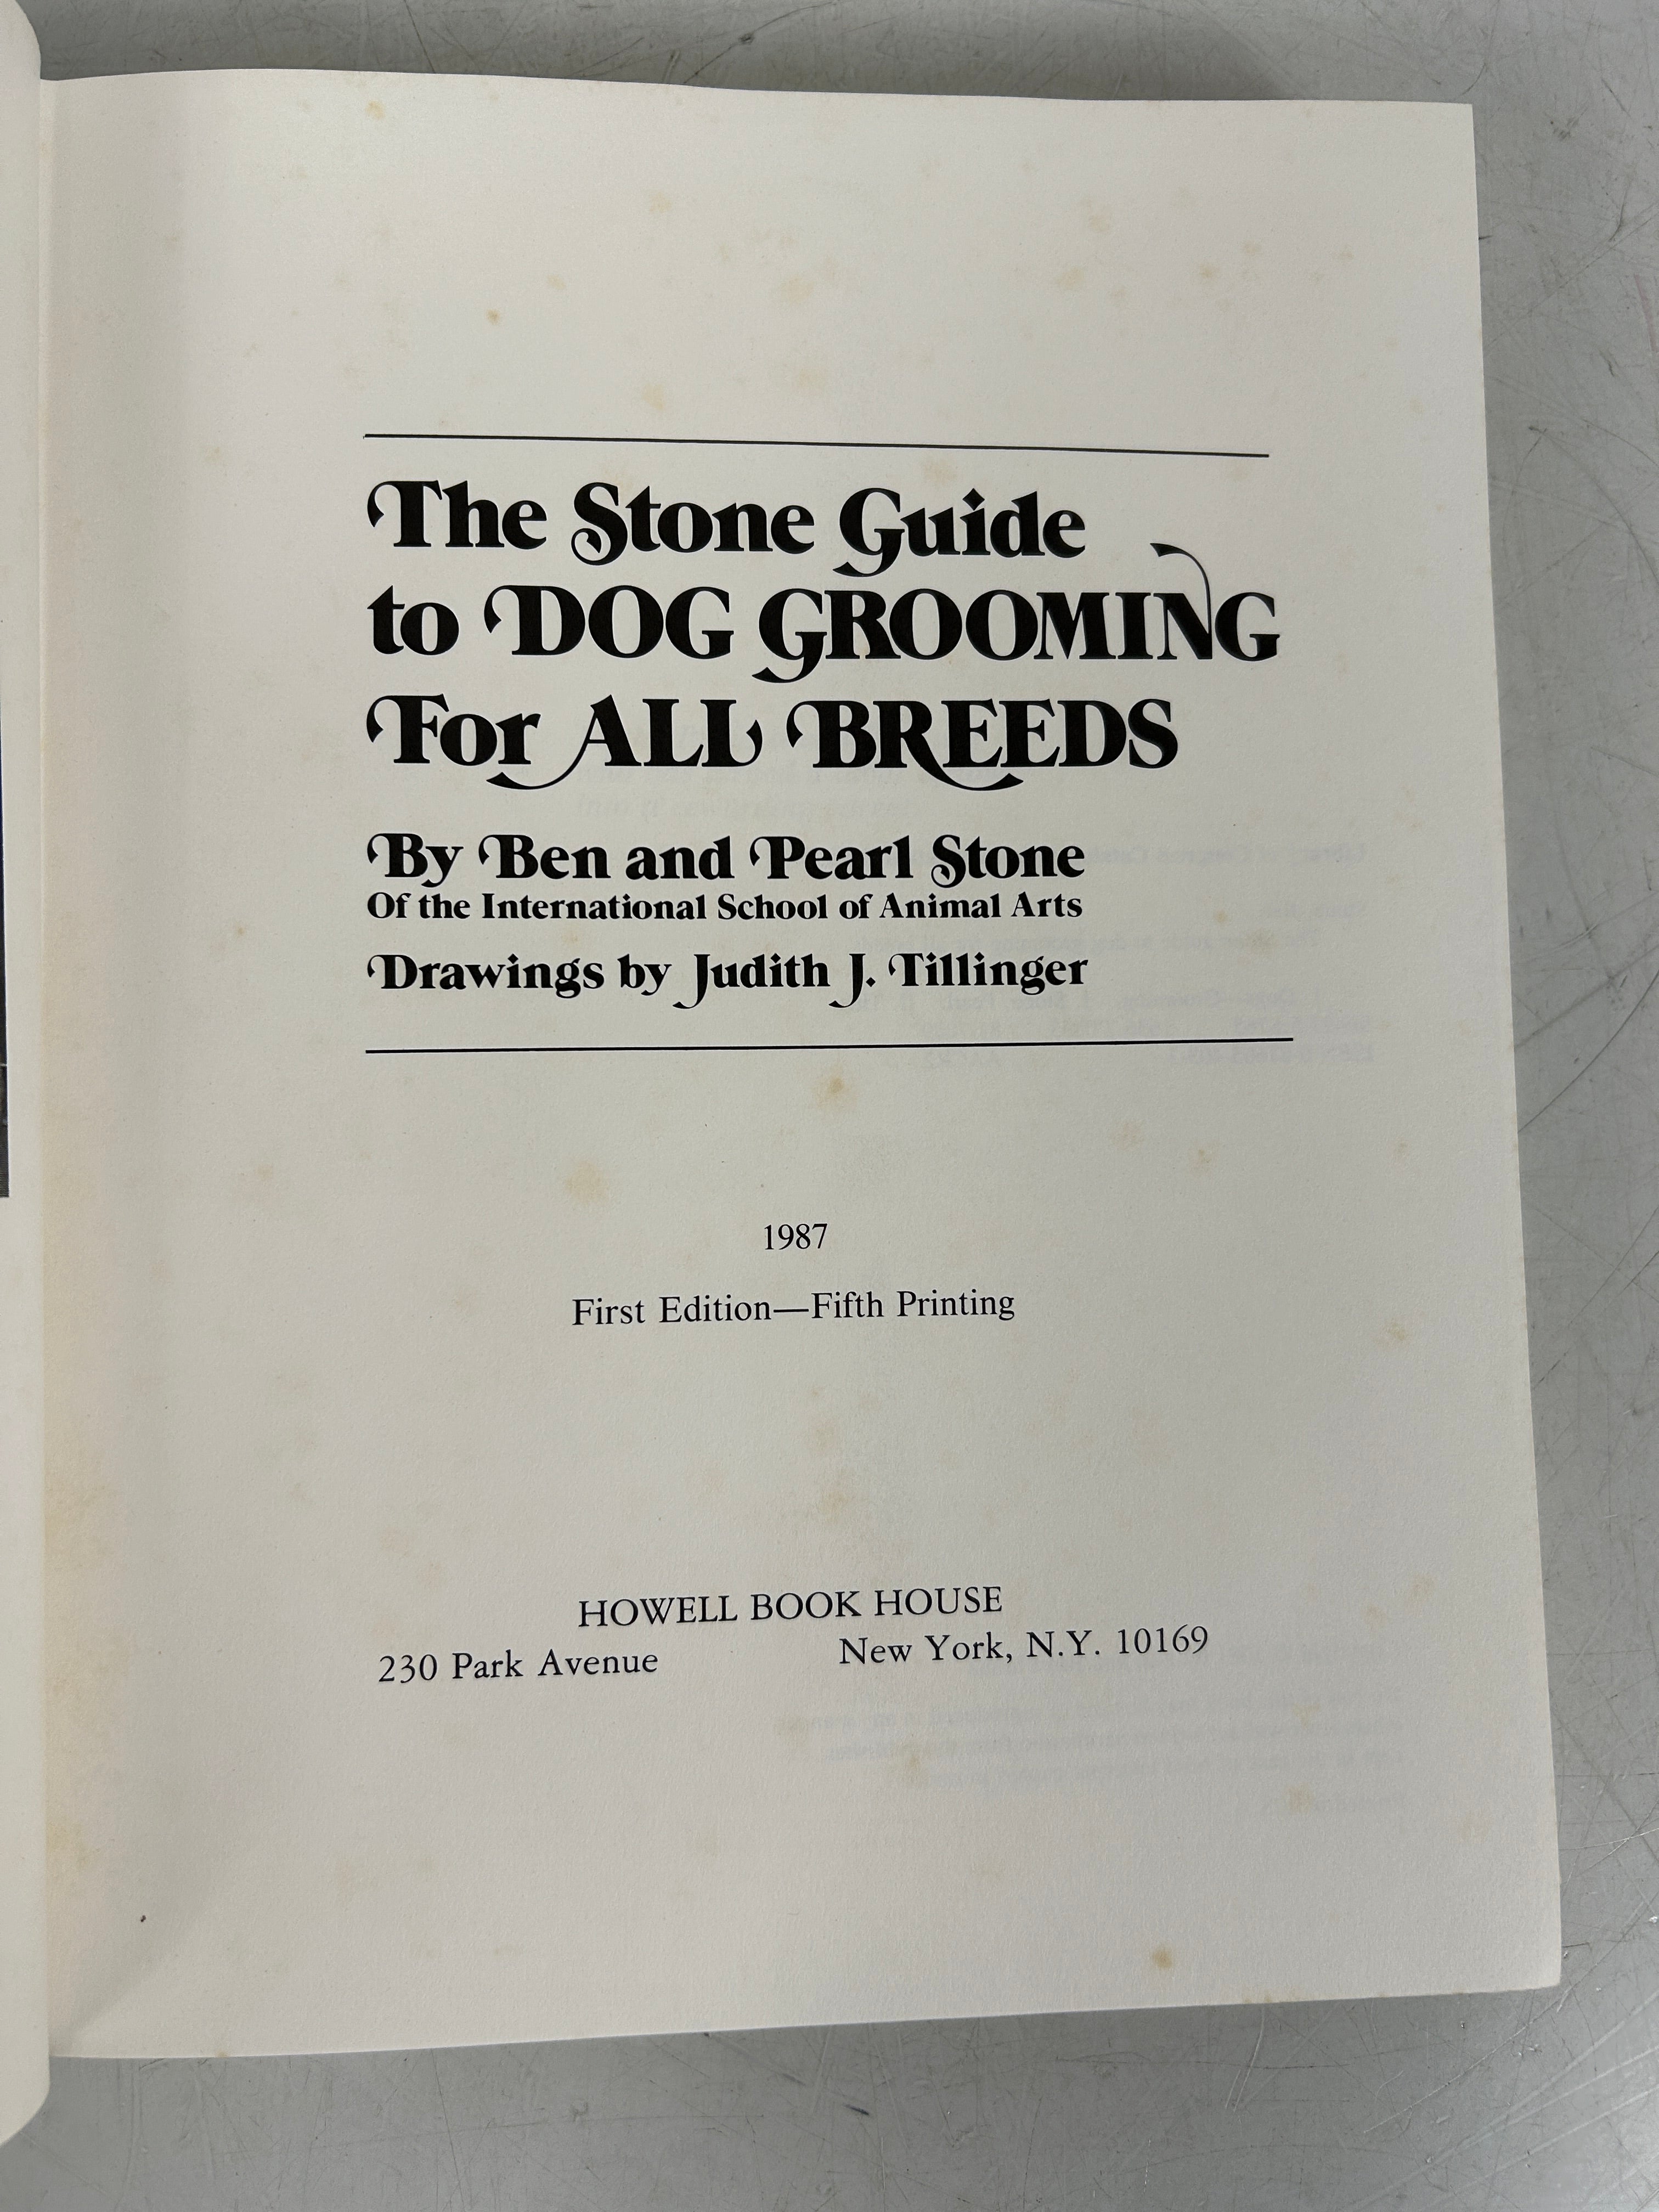 The Stone Guide
to DOG GROOMING
For ALL BREEDS
By Ben and Pearl Stone
Of the International School of Animal Arts
Drawings by Judith J. Tillinger
1987
First Edition—Fifth Printing
HOWELL BOOK HOUSE
230 Park Avenue New York, N.Y. 10169